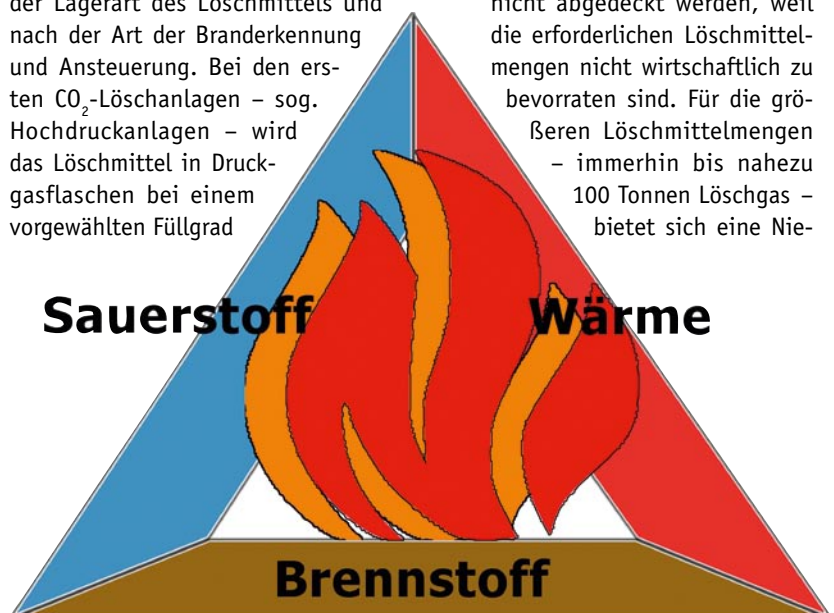 der Lagerart des Löschmittels und
nach der Art der Branderkennung
und Ansteuerung. Bei den ers-
ten CO₂-Löschanlagen – sog.
Hochdruckanlagen – wird
das Löschmittel in Druck-
gasflaschen bei einem
vorgewählten Füllgrad
nicht abgedeckt werden, weil
die erforderlichen Löschmittel-
mengen nicht wirtschaftlich zu
bevorraten sind. Für die grö-
ßeren Löschmittelmengen
– immerhin bis nahezu
100 Tonnen Löschgas –
bietet sich eine Nie-
Sauerstoff
Wärme
Brennstoff